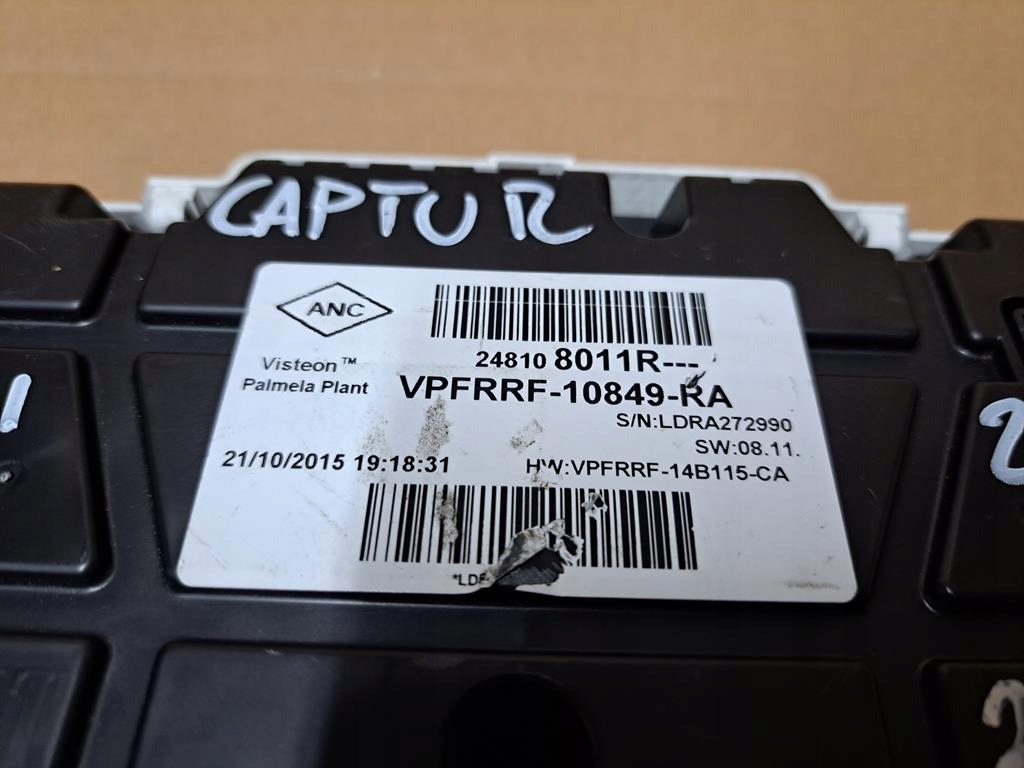 CAPTUR
ANC
24810 8011R---
Visteon™
Palmela Plant
VPFRRF-10849-RA
S/N:LDRA272990
SW:08.11.
21/10/2015 19:18:31
HW:VPFRRF-14B115-CA